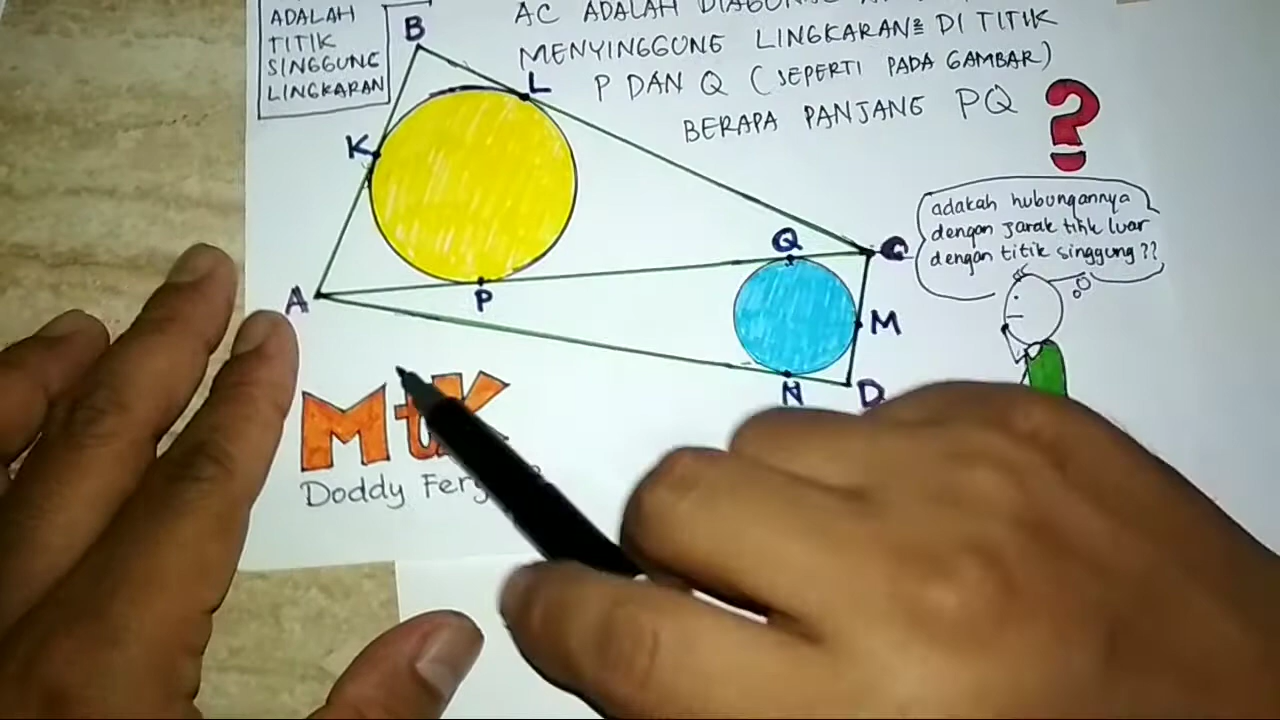 ADALAH
TITIK
SINGGUNG
LINGKARAN
AC ADALAH
MENYINGGUNG LINGKARAN² DI TITIK
P DAN Q (SEPERTI PADA GAMBAR)
BERAPA PANJANG PQ ?
B
L
K
A
P
Q
C
M
N
D
adakah hubungannya
dengan jarak titik luar
dengan titik singgung ??
MtK
Doddy